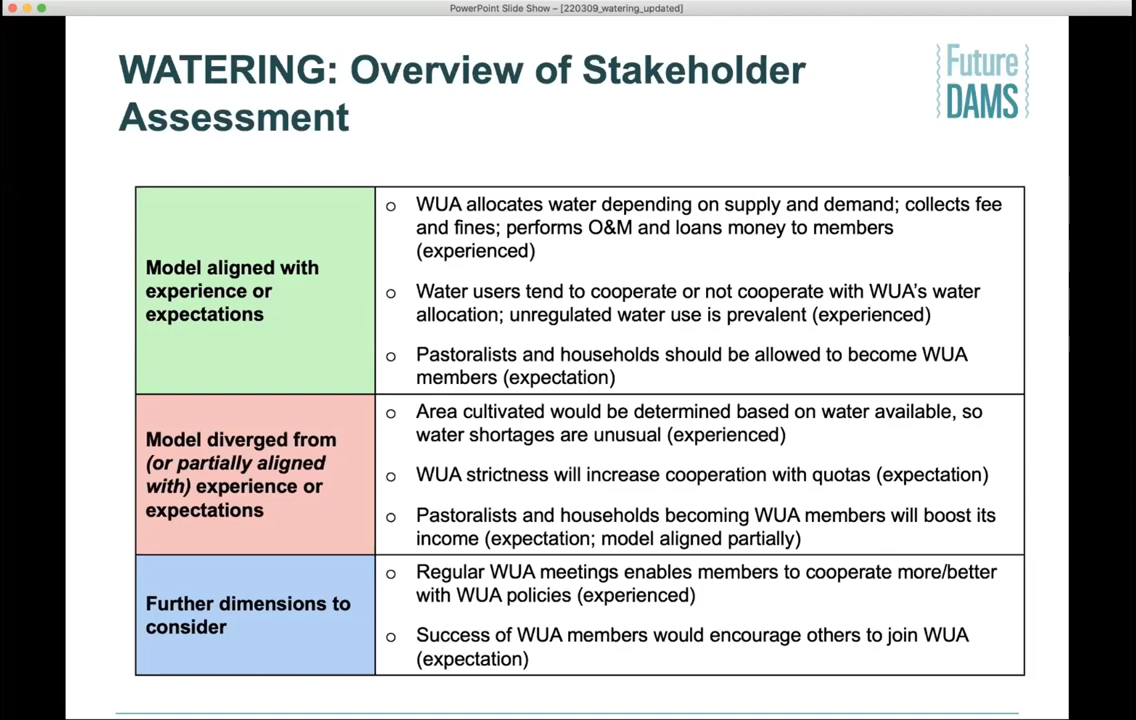 PowerPoint Slide Show – [220309_watering_updated]
WATERING: Overview of Stakeholder
Assessment
Future
DAMS
Model aligned with
experience or
expectations
o WUA allocates water depending on supply and demand; collects fee
and fines; performs O&M and loans money to members
(experienced)
o Water users tend to cooperate or not cooperate with WUA's water
allocation; unregulated water use is prevalent (experienced)
o Pastoralists and households should be allowed to become WUA
members (expectation)
Model diverged from
(or partially aligned
with) experience or
expectations
o Area cultivated would be determined based on water available, so
water shortages are unusual (experienced)
o WUA strictness will increase cooperation with quotas (expectation)
o Pastoralists and households becoming WUA members will boost its
income (expectation; model aligned partially)
Further dimensions to
consider
o Regular WUA meetings enables members to cooperate more/better
with WUA policies (experienced)
o Success of WUA members would encourage others to join WUA
(expectation)